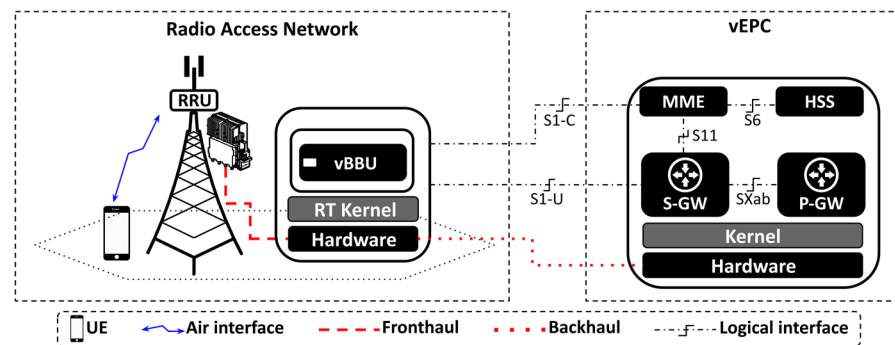 Radio Access Network
vEPC
RRU
MME
HSS
S1-C
S6
S11
vBBU
S1-U
S-GW
SXab
P-GW
RT Kernel
Kernel
Hardware
Hardware
UE
Air interface
Fronthaul
Backhaul
Logical interface